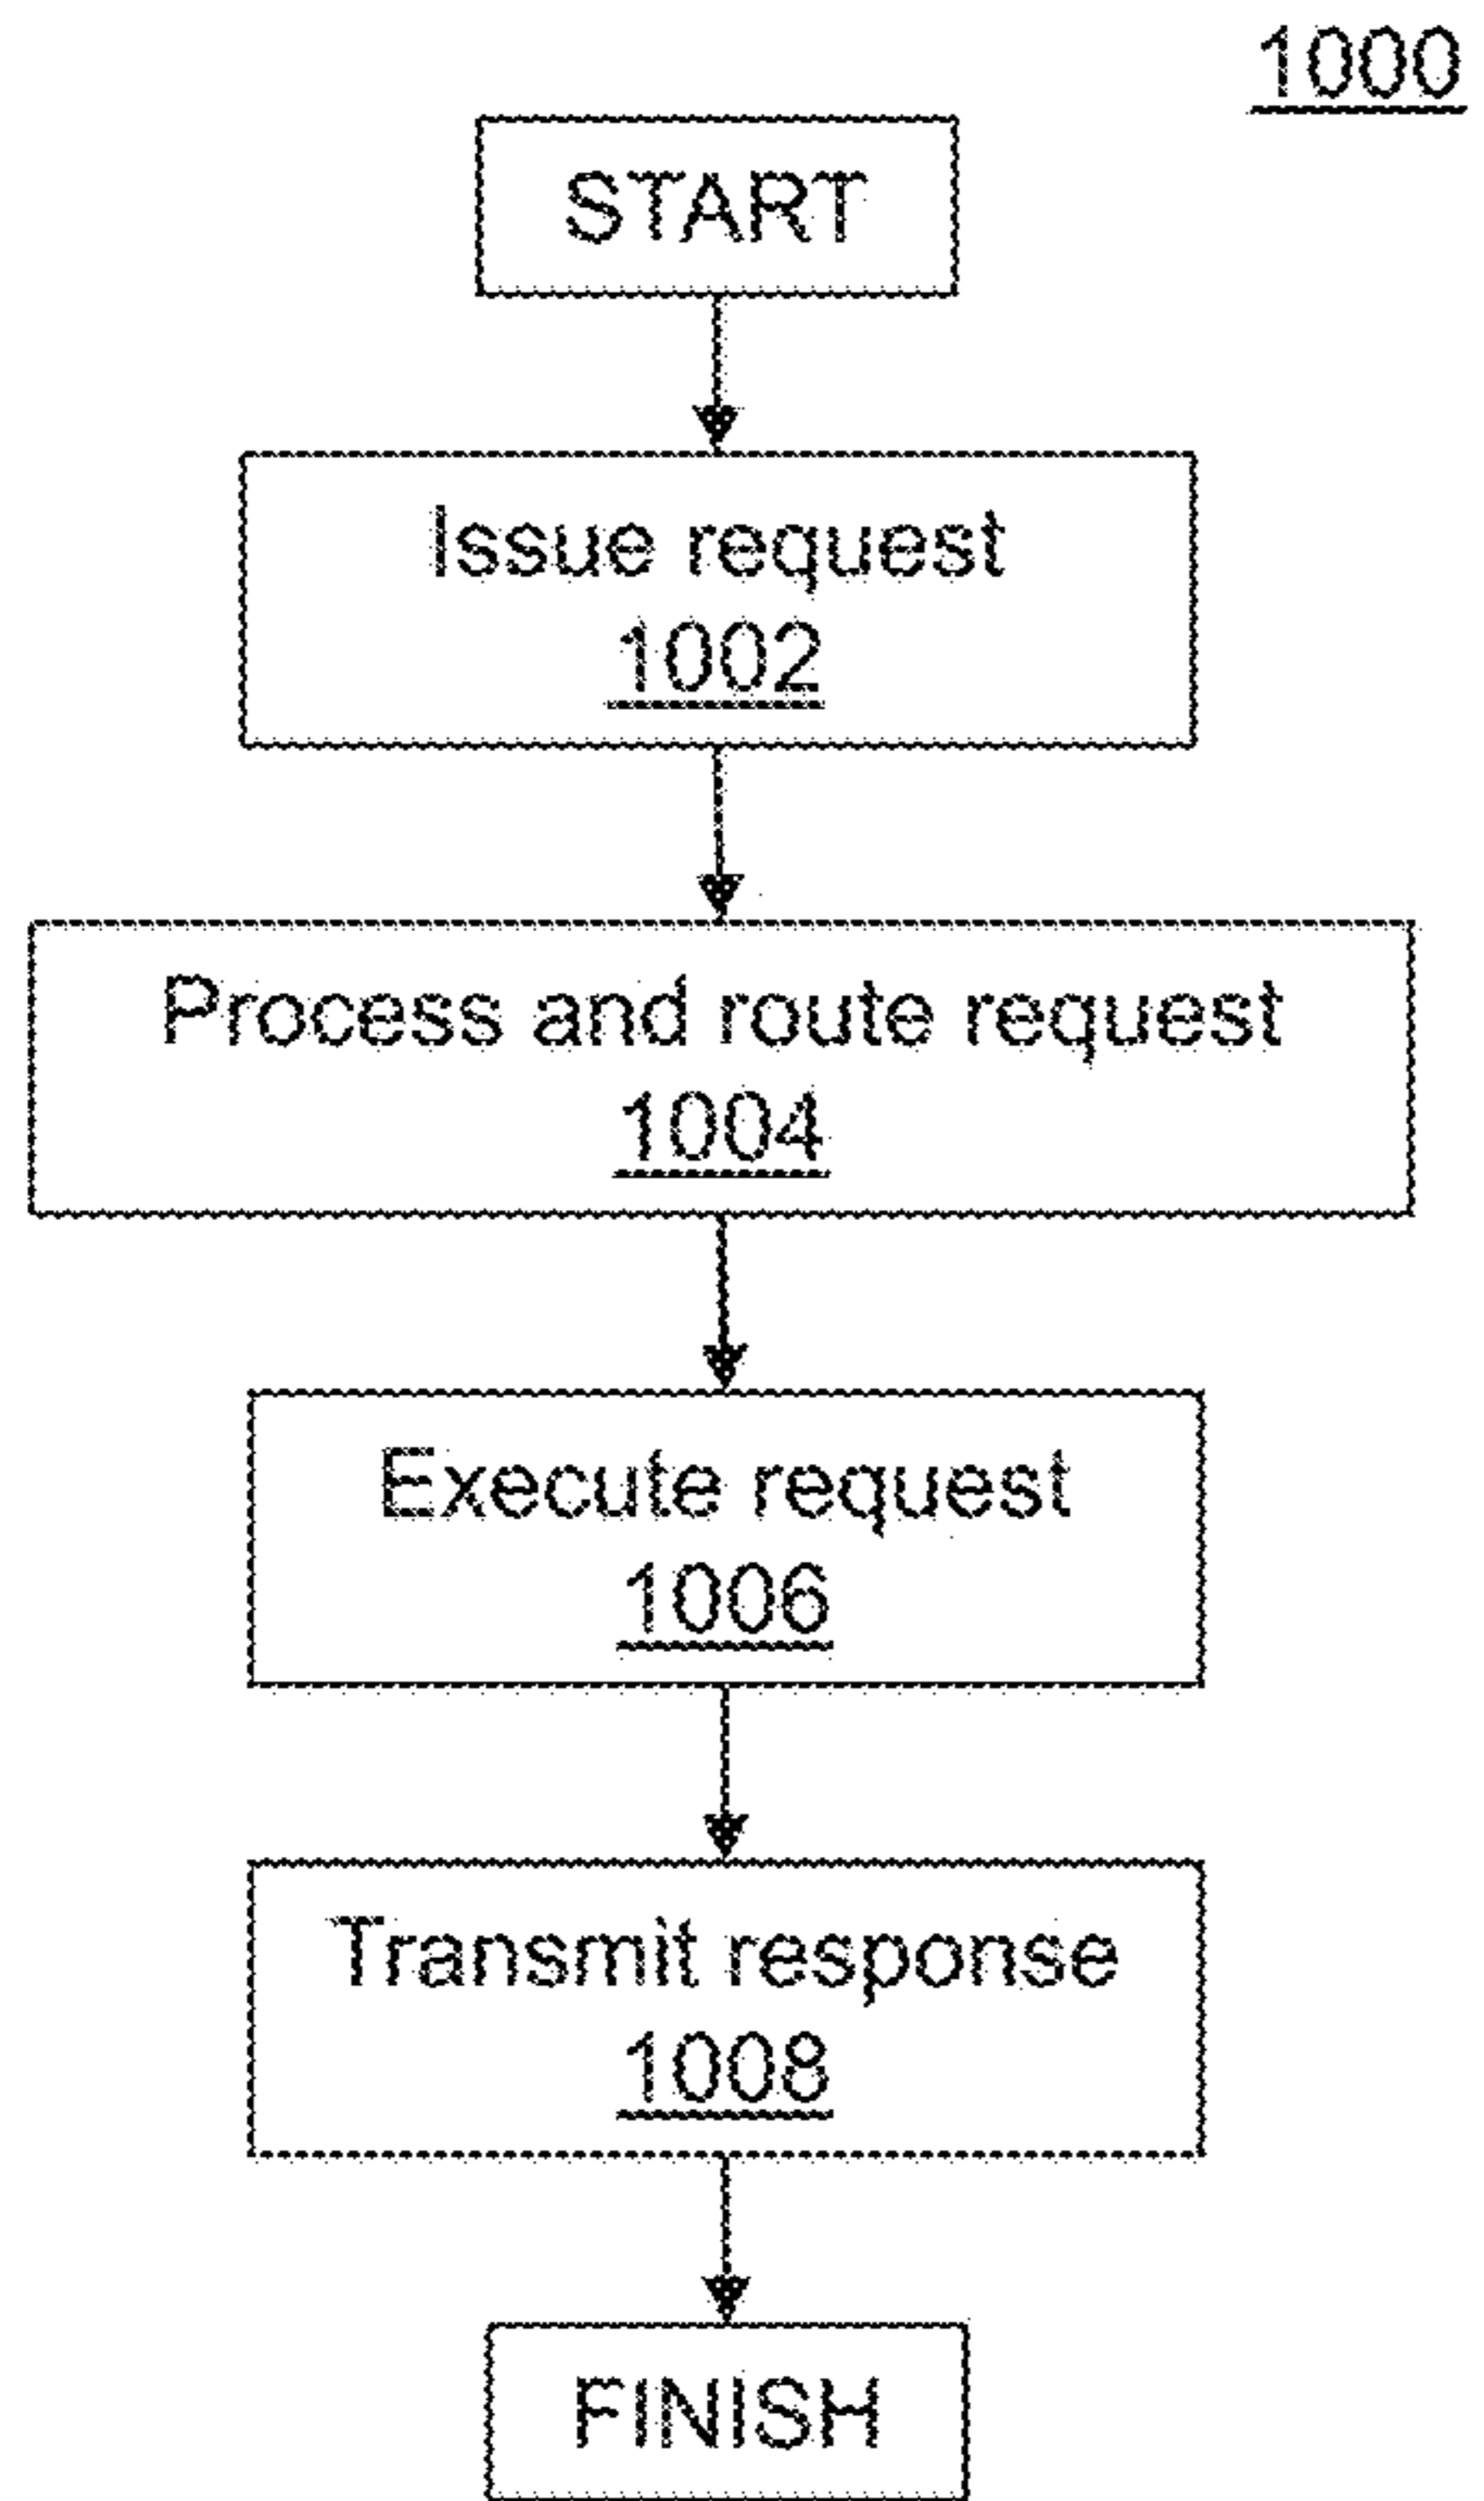 1000
START
Issue request
1002
Process and route request
1004
Execute request
1006
Transmit response
1008
FINISH